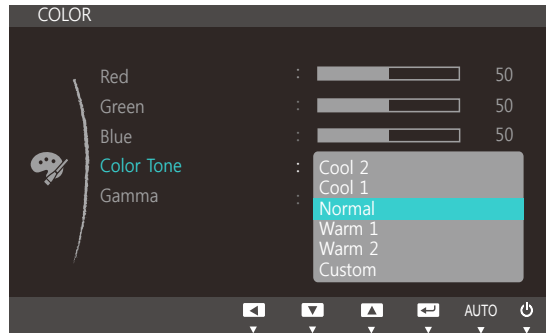 COLOR
Red : 50
Green : 50
Blue : 50
Color Tone :
Gamma :
Cool 2
Cool 1
Normal
Warm 1
Warm 2
Custom
AUTO